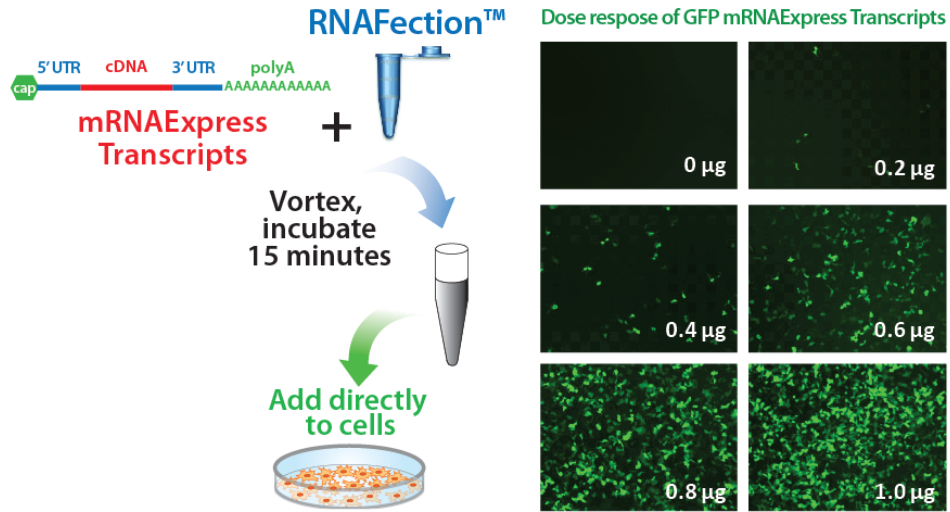 RNAFection™
5' UTR cDNA 3' UTR polyA
cap AAAAAAAAAAAA
mRNAExpress
Transcripts
+
Vortex,
incubate
15 minutes
Add directly
to cells
Dose respose of GFP mRNAExpress Transcripts
0 µg
0.2 µg
0.4 µg
0.6 µg
0.8 µg
1.0 µg